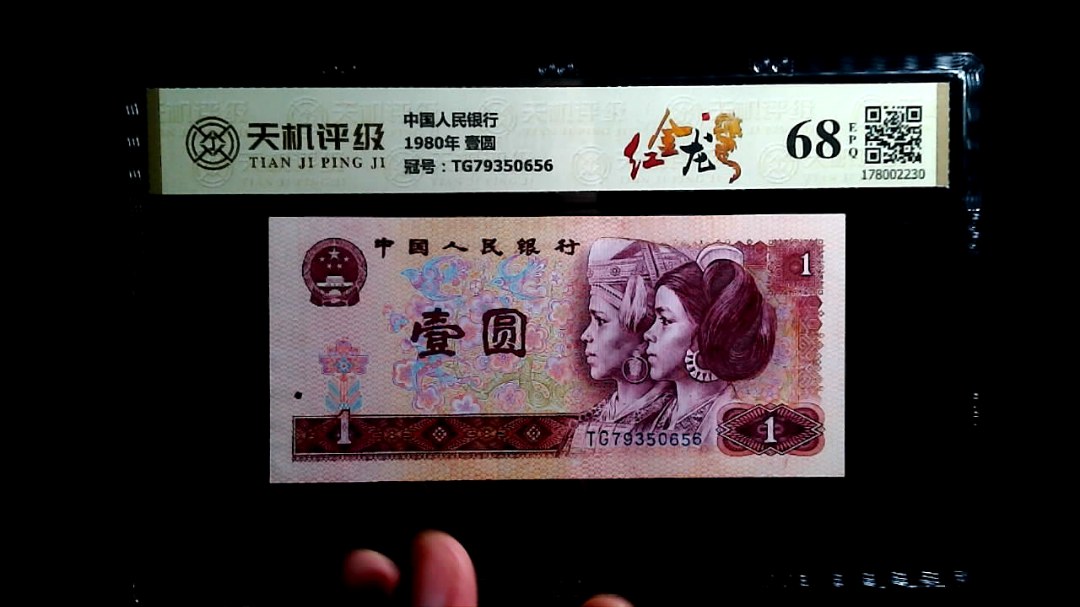 天机评级
TIAN JI PING JI
中国人民银行
1980年 壹圆
冠号：TG79350656
红金龙
68
EPQ
178002230
中国人民银行
1
壹圆
1
TG79350656
1